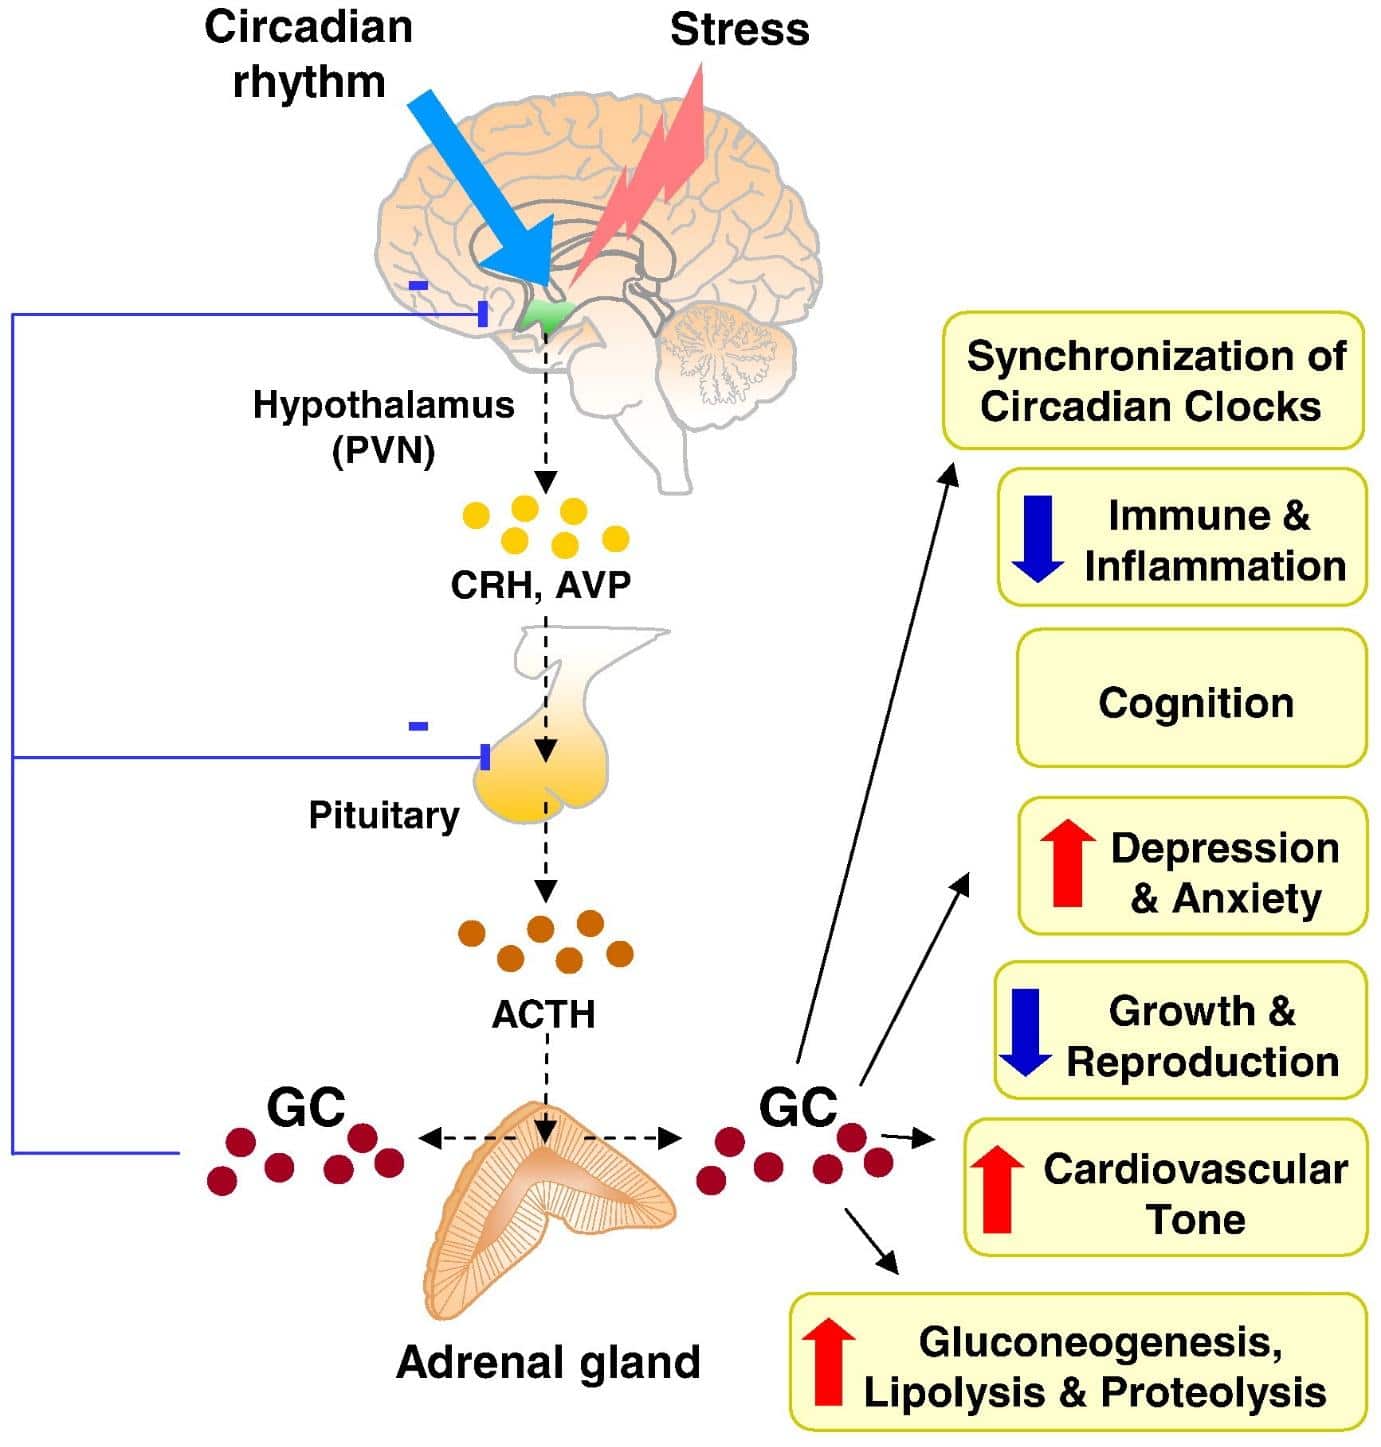 Circadian
rhythm
Stress
Hypothalamus
(PVN)
CRH, AVP
Pituitary
ACTH
GC
GC
Adrenal gland
Synchronization of
Circadian Clocks
Immune &
Inflammation
Cognition
Depression
& Anxiety
Growth &
Reproduction
Cardiovascular
Tone
Gluconeogenesis,
Lipolysis & Proteolysis